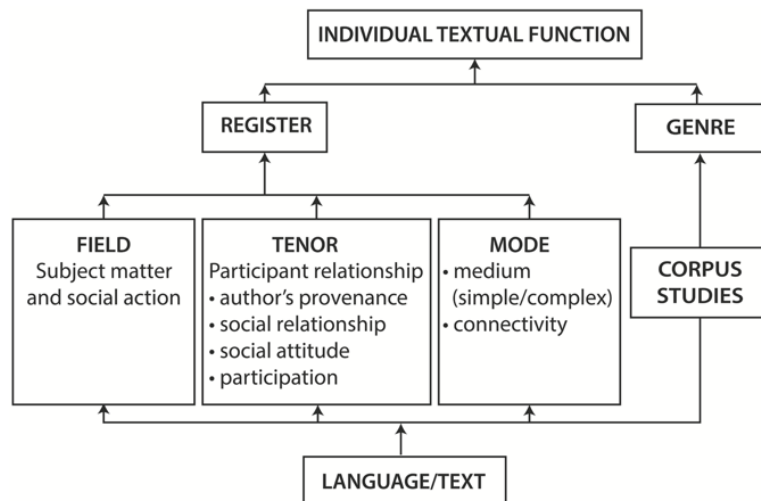 INDIVIDUAL TEXTUAL FUNCTION
REGISTER
GENRE
FIELD
Subject matter
and social action
TENOR
Participant relationship
• author’s provenance
• social relationship
• social attitude
• participation
MODE
• medium
(simple/complex)
• connectivity
CORPUS
STUDIES
LANGUAGE/TEXT